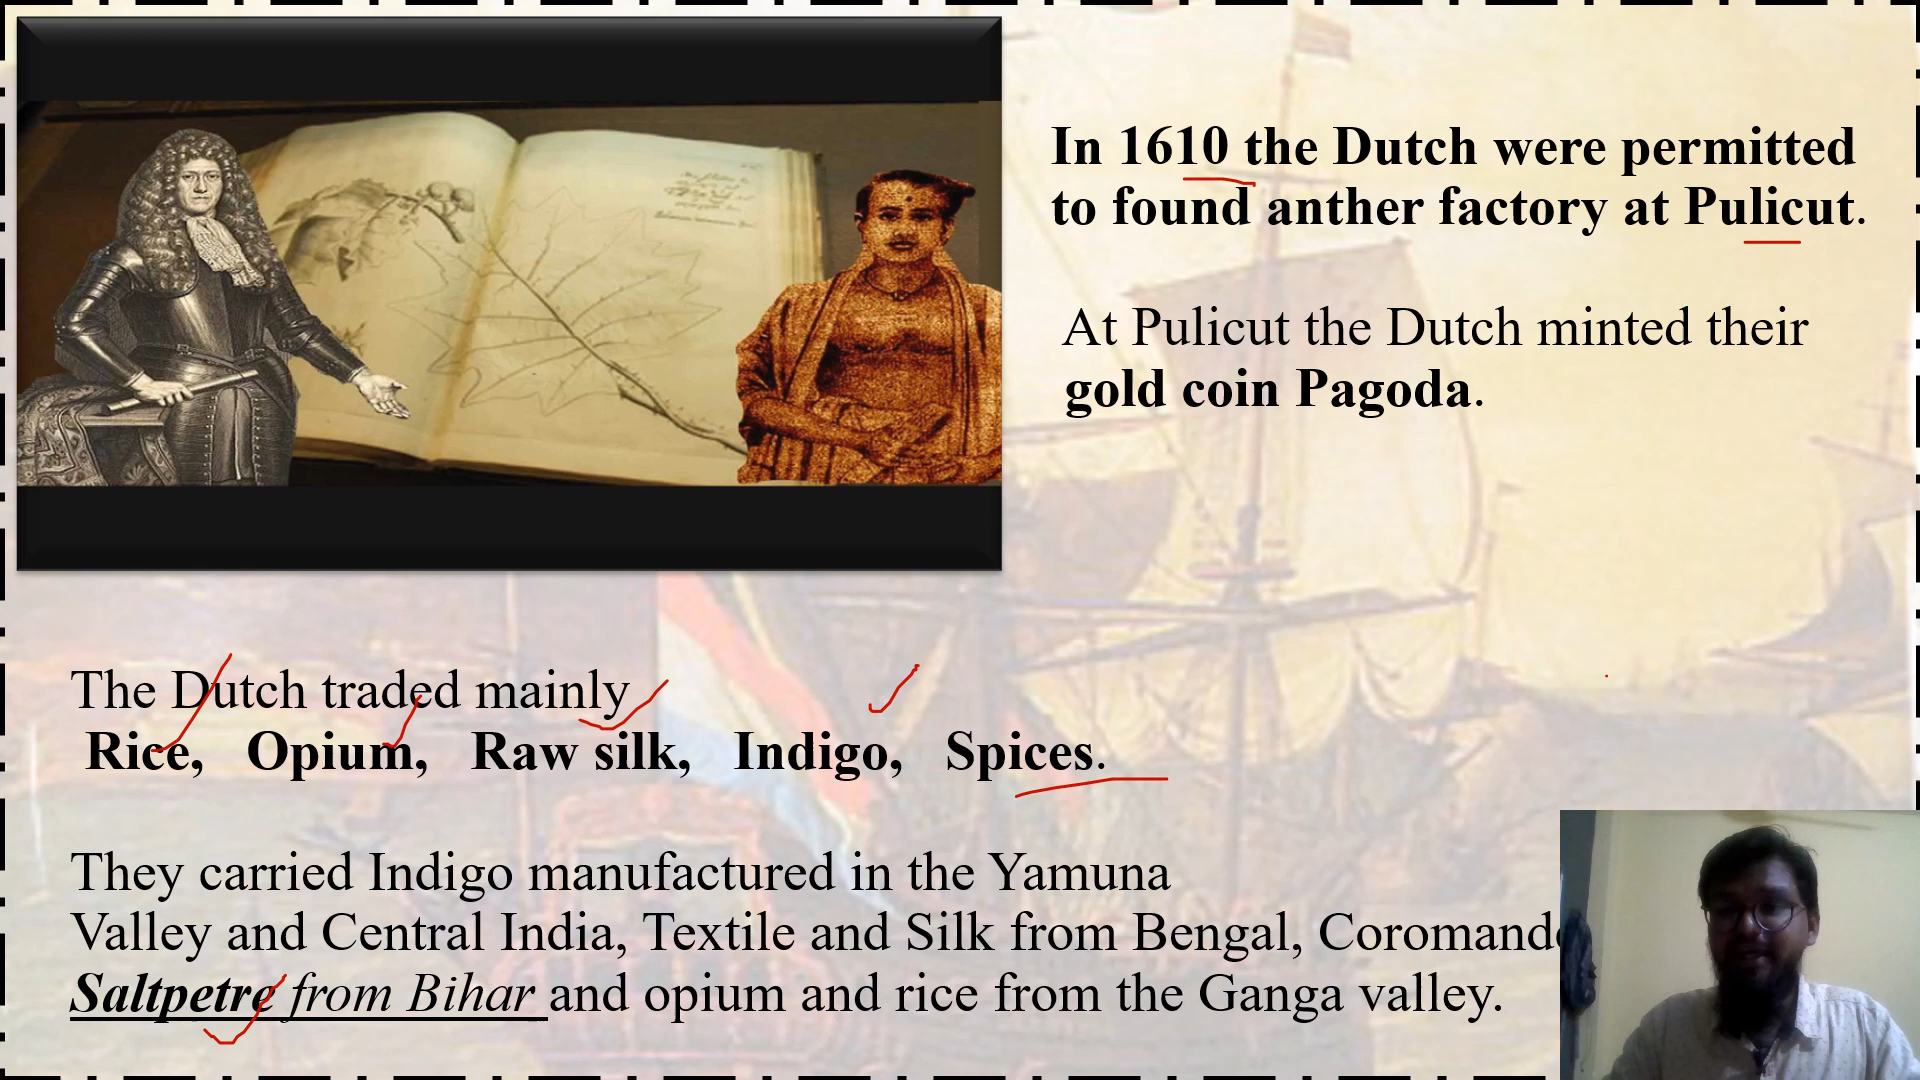 In 1610 the Dutch were permitted
to found anther factory at Pulicut.
At Pulicut the Dutch minted their
gold coin Pagoda.
The Dutch traded mainly
Rice, Opium, Raw silk, Indigo, Spices.
They carried Indigo manufactured in the Yamuna
Valley and Central India, Textile and Silk from Bengal,
Saltpetre from Bihar and opium and rice from the Ganga valley.